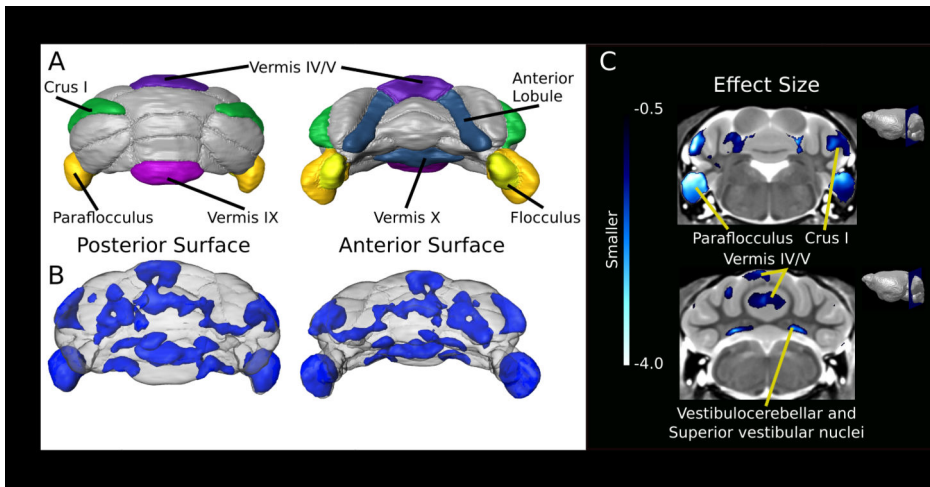 A
Vermis IV/V
Crus I
Anterior
Lobule
Paraflocculus
Vermis IX
Vermis X
Flocculus
Posterior Surface
Anterior Surface
B
C
Effect Size
-0.5
Smaller
-4.0
Paraflocculus
Crus I
Vermis IV/V
Vestibulocerebellar and
Superior vestibular nuclei